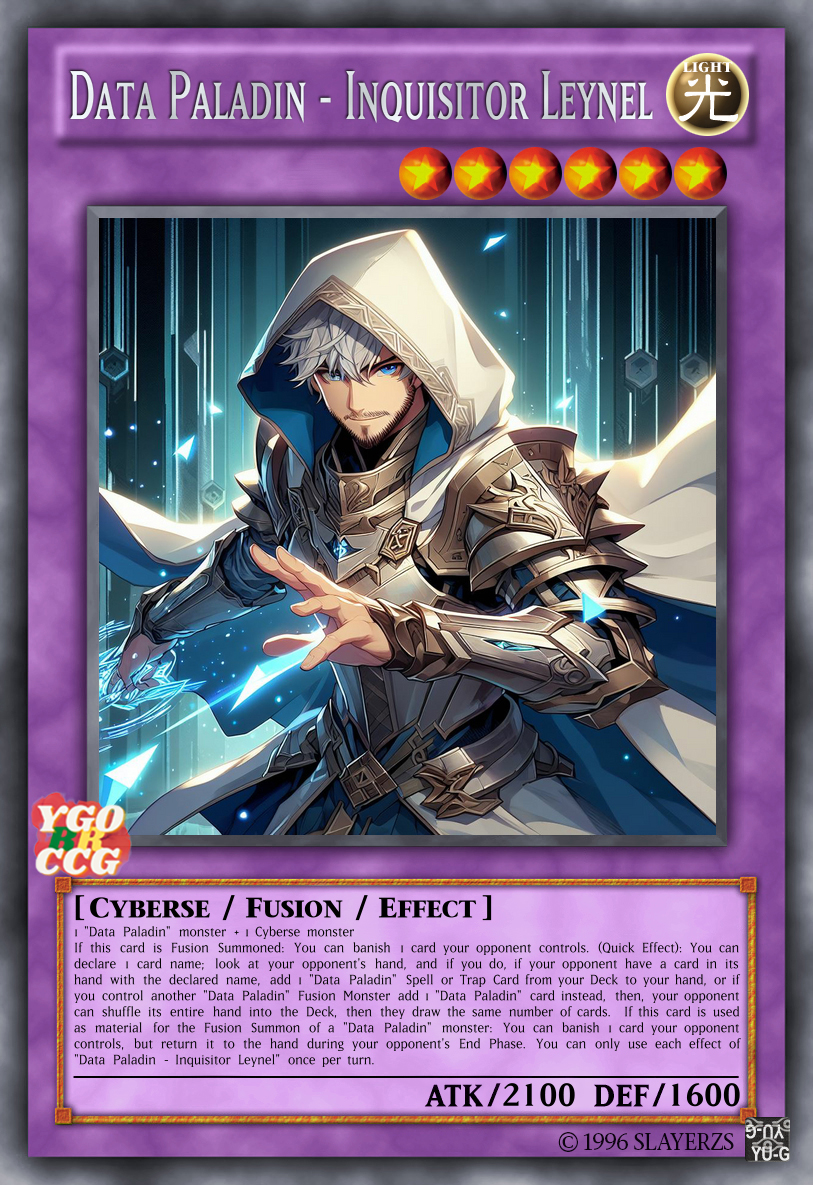 Data Paladin - Inquisitor Leynel
LIGHT
光
YGO
RR
CCG
[Cyberse / Fusion / Effect]
1 "Data Paladin" monster + 1 Cyberse monster
If this card is Fusion Summoned: You can banish 1 card your opponent controls. (Quick Effect): You can
declare 1 card name; look at your opponent's hand, and if you do, if your opponent have a card in its
hand with the declared name, add 1 "Data Paladin" Spell or Trap Card from your Deck to your hand, or if
you control another "Data Paladin" Fusion Monster add 1 "Data Paladin" card instead, then, your opponent
can shuffle its entire hand into the Deck, then they draw the same number of cards. If this card is used
as material for the Fusion Summon of a "Data Paladin" monster: You can banish 1 card your opponent
controls, but return it to the hand during your opponent's End Phase. You can only use each effect of
"Data Paladin - Inquisitor Leynel" once per turn.
ATK/2100 DEF/1600
© 1996 SLAYERZS
YU-G
YU-G